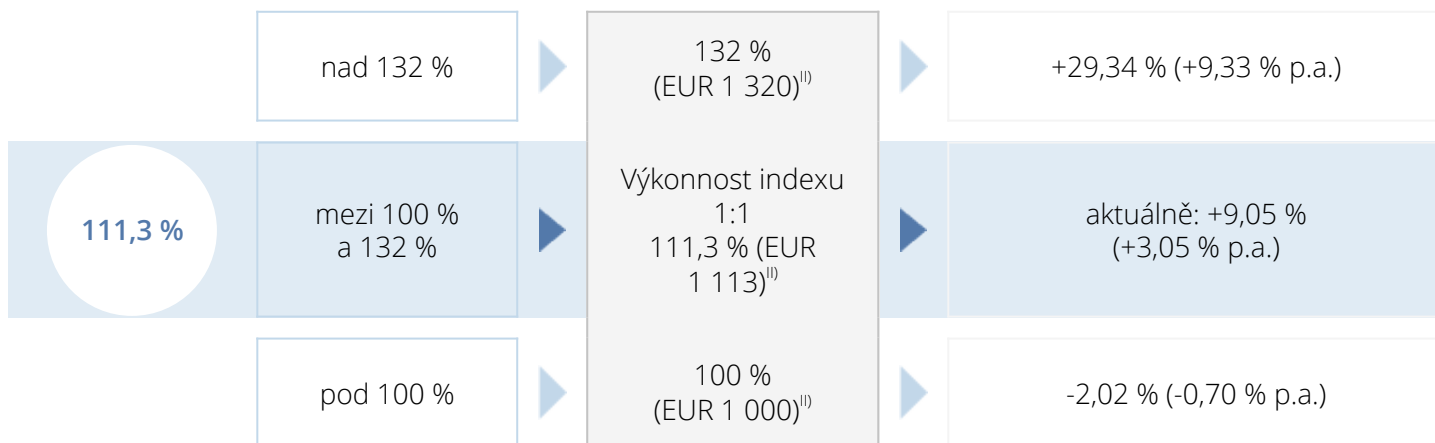 nad 132 %
132 %
(EUR 1 320)II)
+29,34 % (+9,33 % p.a.)
111,3 %
mezi 100 %
a 132 %
Výkonnost indexu
1:1
111,3 % (EUR
1 113)II)
aktuálně: +9,05 %
(+3,05 % p.a.)
pod 100 %
100 %
(EUR 1 000)II)
-2,02 % (-0,70 % p.a.)